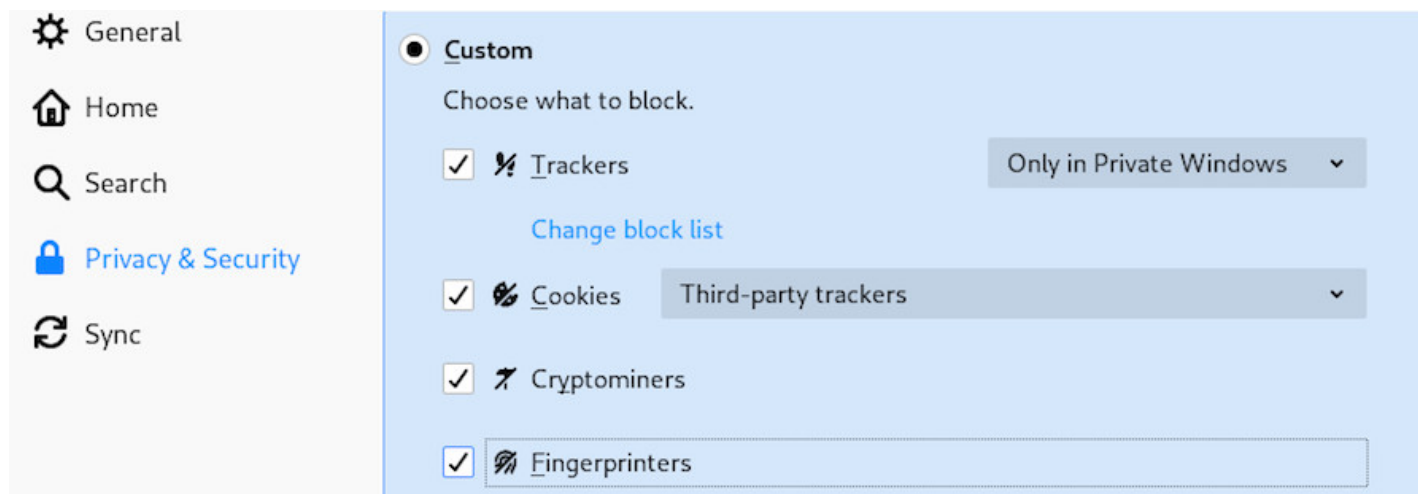 General
Home
Search
Privacy & Security
Sync
Custom
Choose what to block.
Trackers Only in Private Windows
Change block list
Cookies Third-party trackers
Cryptominers
Fingerprinters